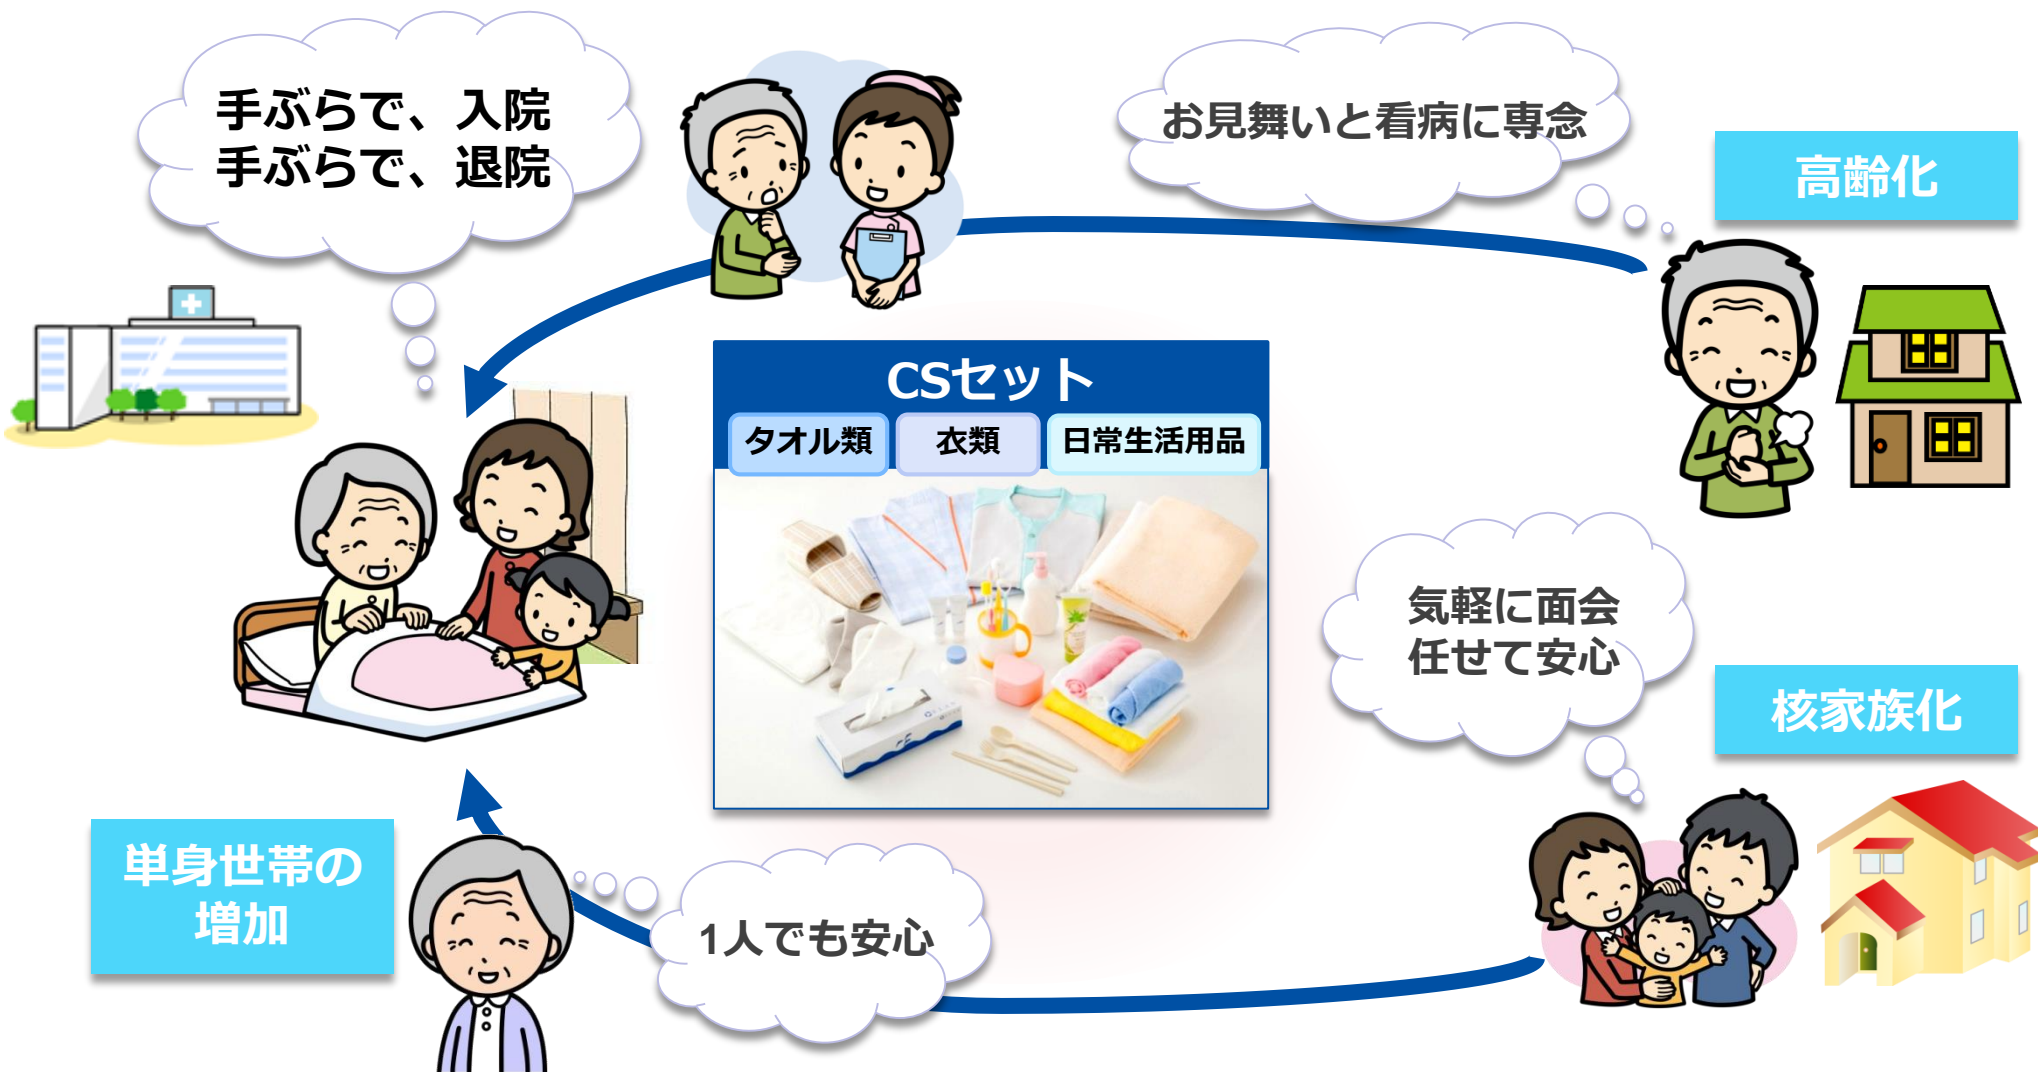 手ぶらで、入院
手ぶらで、退院
お見舞いと看病に専念
高齢化
CSセット
タオル類
衣類
日常生活用品
気軽に面会
任せて安心
核家族化
単身世帯の
増加
1人でも安心